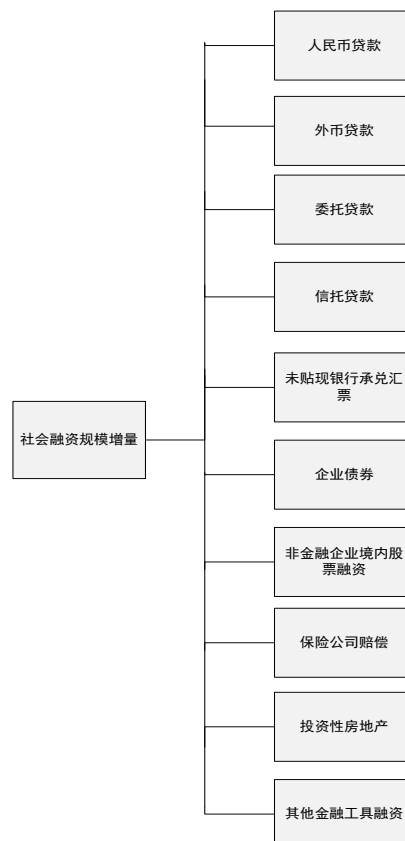 人民币贷款
外币贷款
委托贷款
信托贷款
未贴现银行承兑汇
票
社会融资规模增量
企业债券
非金融企业境内股
票融资
保险公司赔偿
投资性房地产
其他金融工具融资